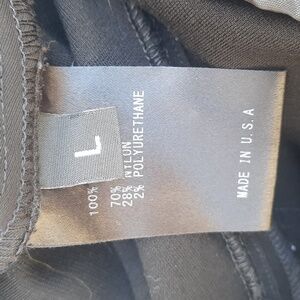 L
100%
70%
28% NYLON
2% POLYURETHANE
MADE IN U.S.A